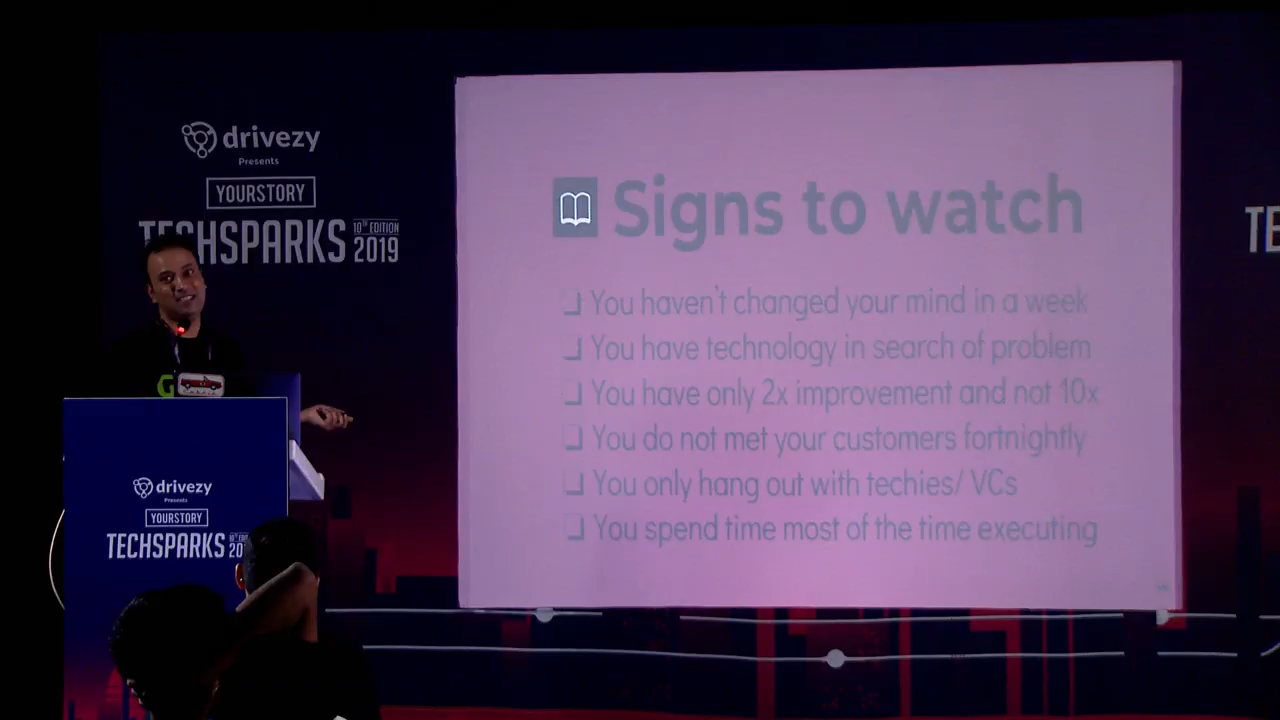 drivezy
Presents
YOURSTORY
TECHSPARKS 10TH EDITION 2019
Signs to watch
❑ You haven't changed your mind in a week
❑ You have technology in search of problem
❑ You have only 2x improvement and not 10x
❑ You do not met your customers fortnightly
❑ You only hang out with techies/ VCs
❑ You spend time most of the time executing
TE
G
drivezy
Presents
YOURSTORY
TECHSPARKS